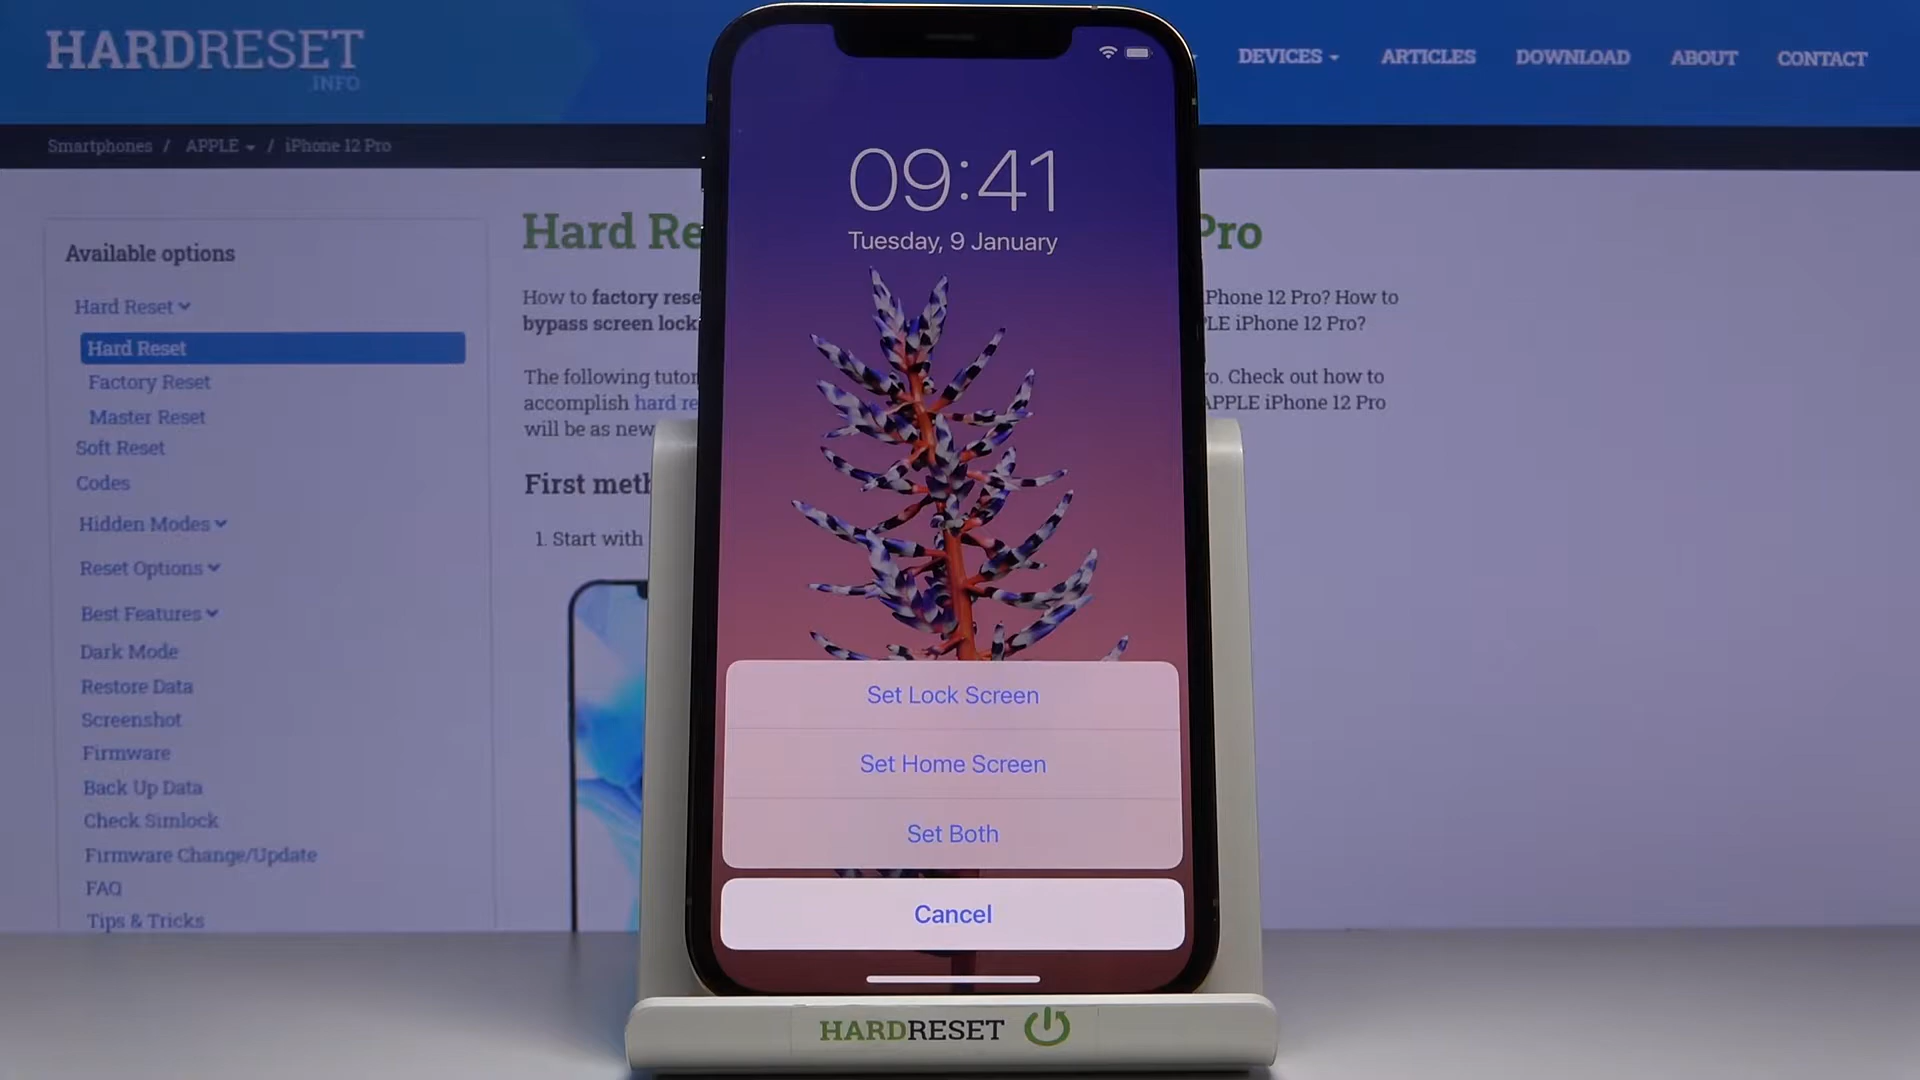 HARDRESET
.INFO
DEVICES
ARTICLES
DOWNLOAD
ABOUT
CONTACT
Smartphones / APPLE / iPhone 12 Pro
Available options
Hard Reset
Hard Reset
Factory Reset
Master Reset
Soft Reset
Codes
Hidden Modes
Reset Options
Best Features
Dark Mode
Restore Data
Screenshot
Firmware
Back Up Data
Check Simlock
Firmware Change/Update
FAQ
Tips & Tricks
Hard Re
Pro
How to factory rese
Phone 12 Pro? How to
bypass screen lock
LE iPhone 12 Pro?
The following tutor
ro. Check out how to
accomplish hard re
APPLE iPhone 12 Pro
will be as new
First meth
1. Start with
09:41
Tuesday, 9 January
Set Lock Screen
Set Home Screen
Set Both
Cancel
HARDRESET